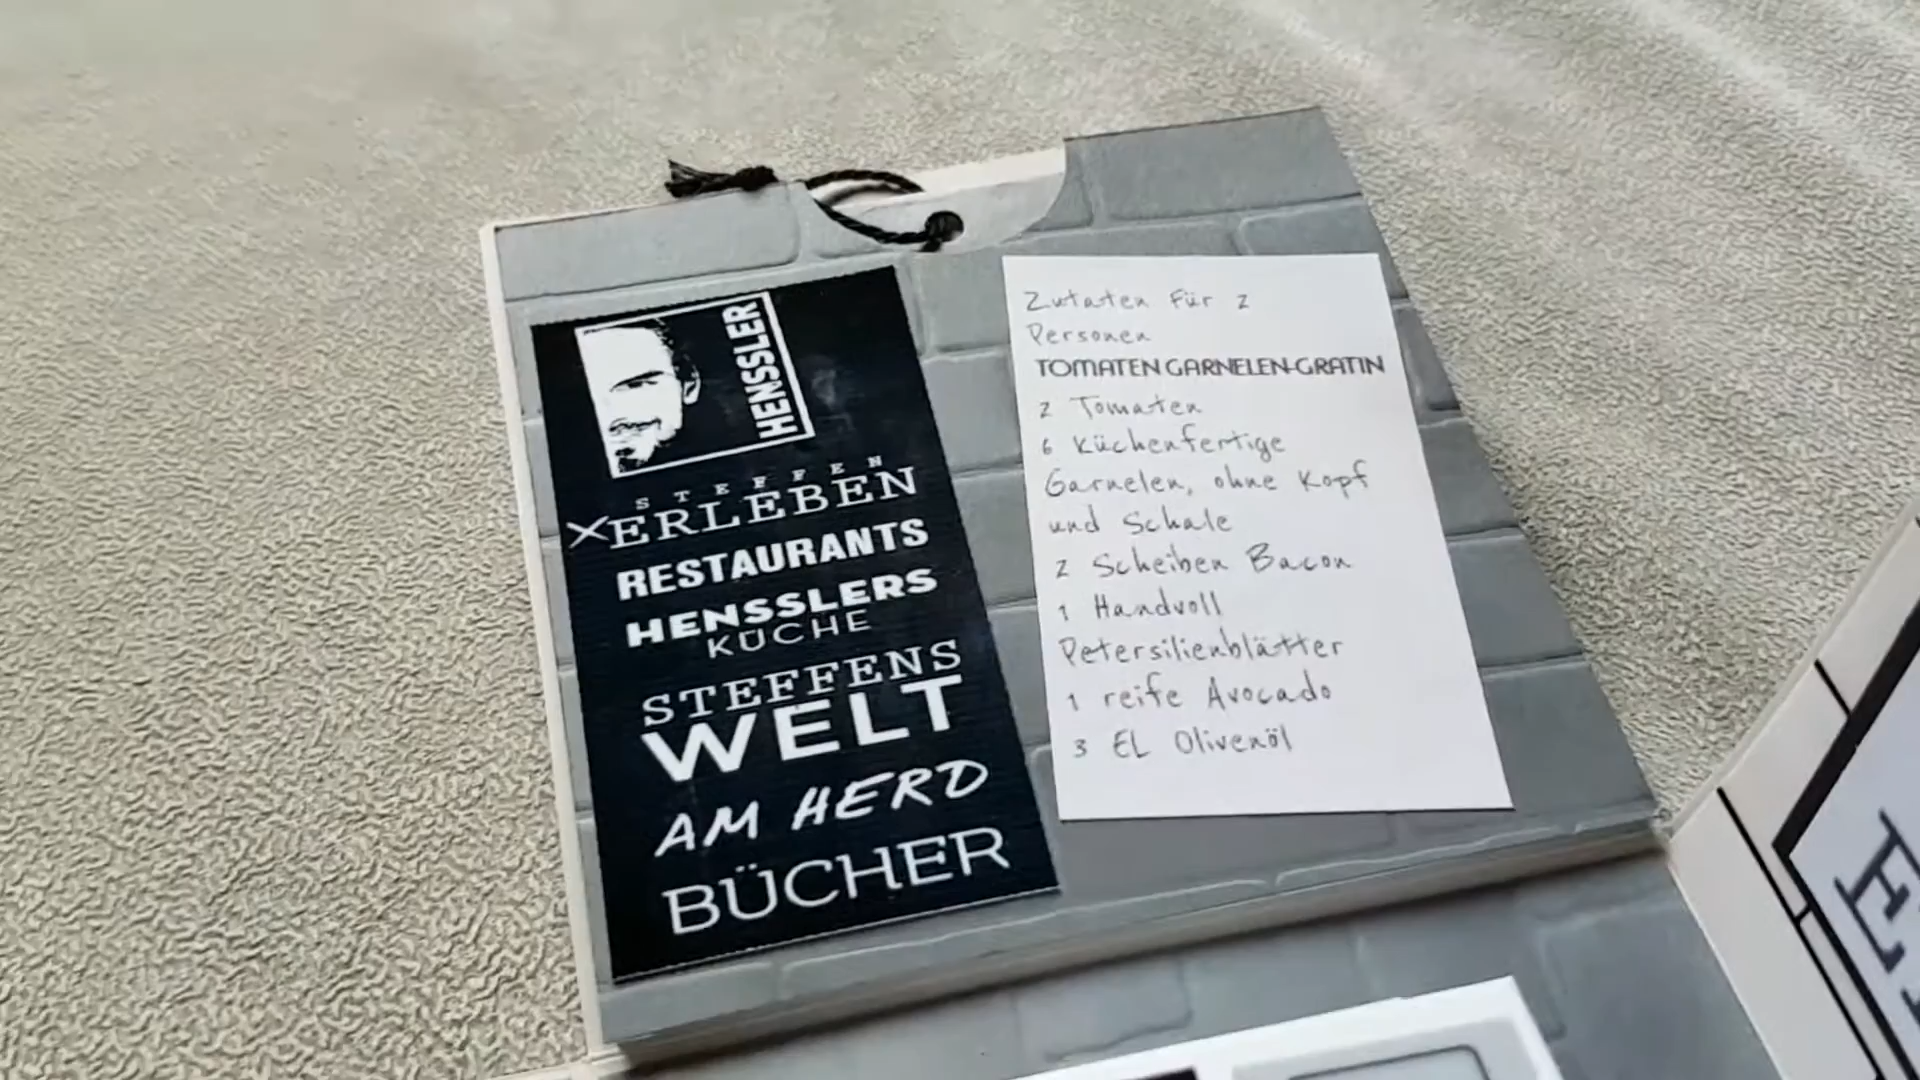 HENSSLER
STEFFEN
XERLEBEN
RESTAURANTS
HENSSLERS
KÜCHE
STEFFENS
WELT
AM HERD
BÜCHER
Zutaten für 2
Personen
TOMATEN GARNELEN-GRATIN
2 Tomaten
6 küchenfertige
Garnelen, ohne Kopf
und Schale
2 Scheiben Bacon
1 Handvoll
Petersilienblätter
1 reife Avocado
3 EL Olivenöl